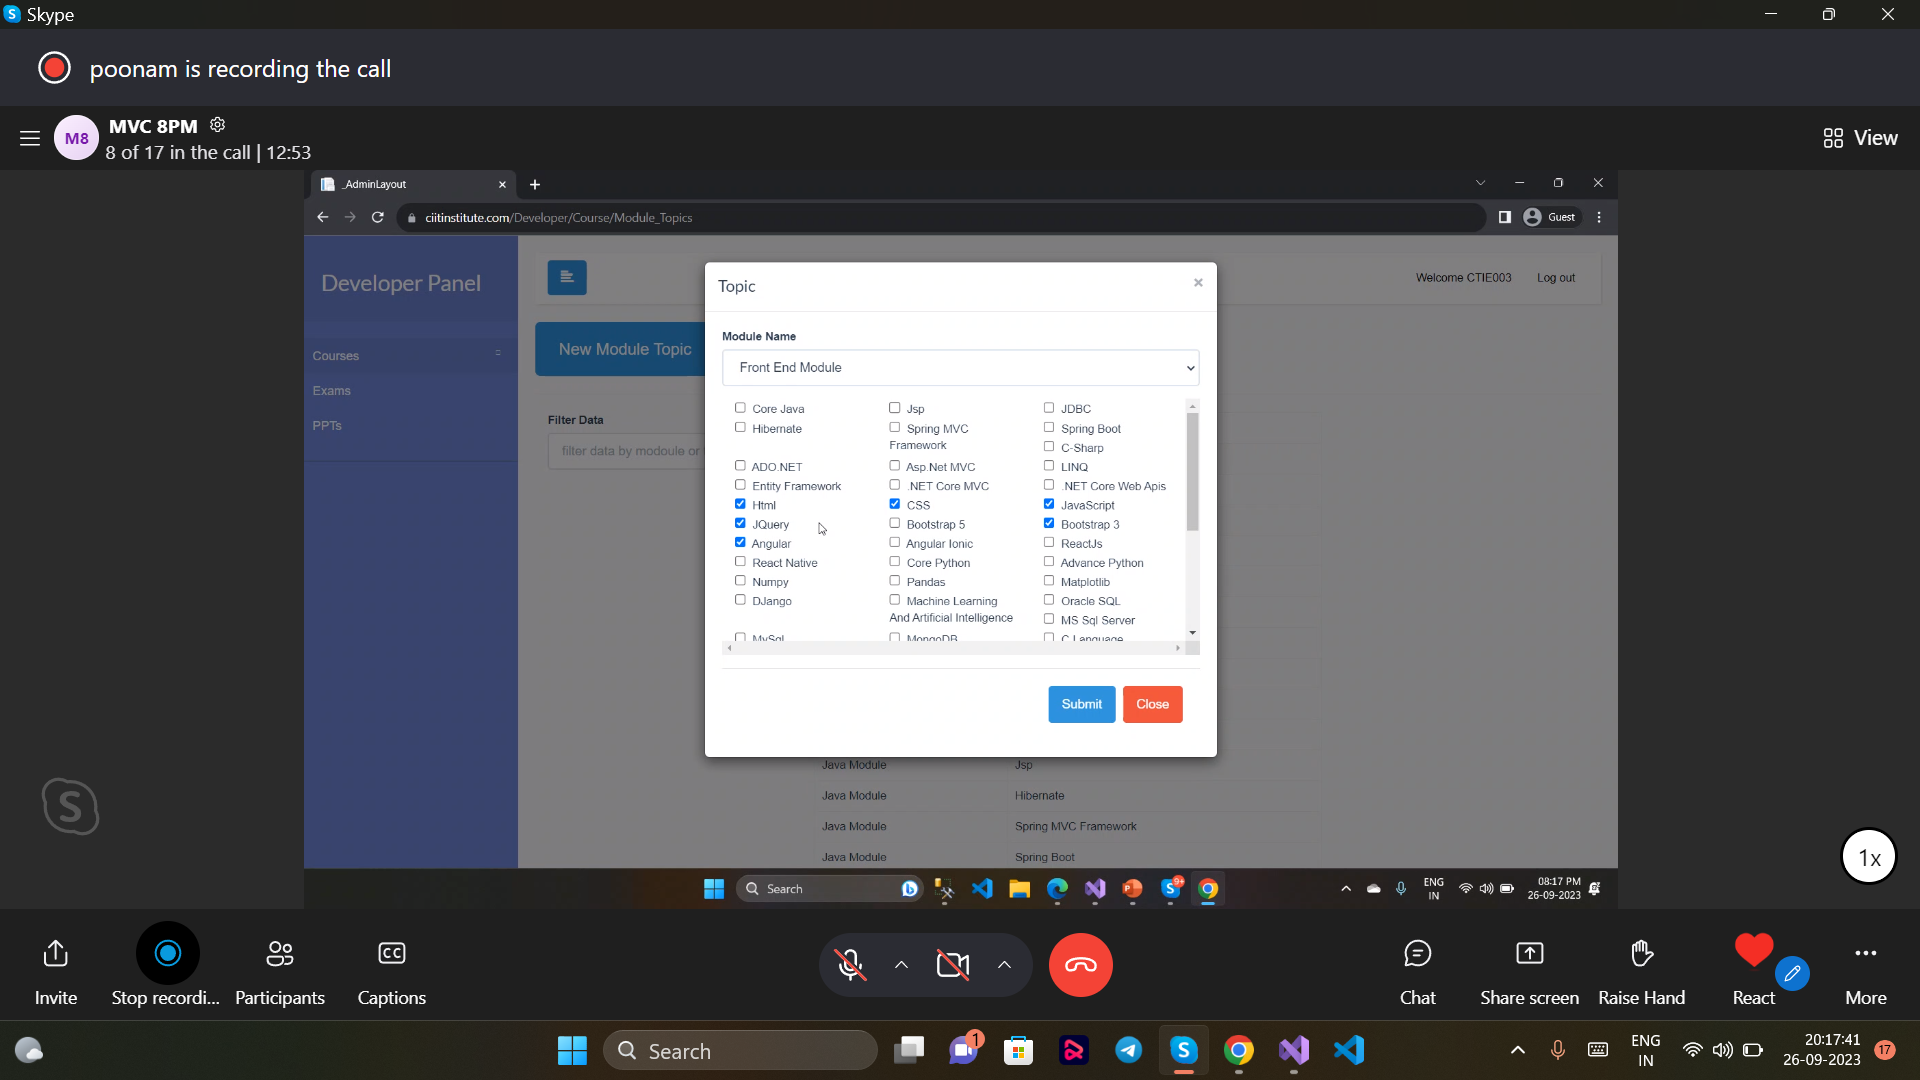 Skype
poonam is recording the call
M8
MVC 8PM
8 of 17 in the call | 12:53
View
_AdminLayout
ciitinstitute.com/Developer/Course/Module_Topics
Guest
Developer Panel
Courses
Exams
PPTs
Welcome CTIE003
Log out
New Module Topic
Filter Data
filter data by modoule or
Topic
Module Name
Front End Module
Core Java
Jsp
JDBC
Hibernate
Spring MVC
Framework
Spring Boot
C-Sharp
ADO.NET
Asp.Net MVC
LINQ
Entity Framework
.NET Core MVC
.NET Core Web Apis
Html
CSS
JavaScript
JQuery
Bootstrap 5
Bootstrap 3
Angular
Angular Ionic
ReactJs
React Native
Core Python
Advance Python
Numpy
Pandas
Matplotlib
DJango
Machine Learning
And Artificial Intelligence
Oracle SQL
MS Sql Server
MySql
MongoDB
C Language
Submit
Close
Java Module
Jsp
Java Module
Hibernate
Java Module
Spring MVC Framework
Java Module
Spring Boot
1x
Search
9+
ENG
IN
08:17 PM
26-09-2023
Invite
Stop recordi...
Participants
CC
Captions
Chat
Share screen
Raise Hand
React
More
Search
1
ENG
IN
20:17:41
26-09-2023
17